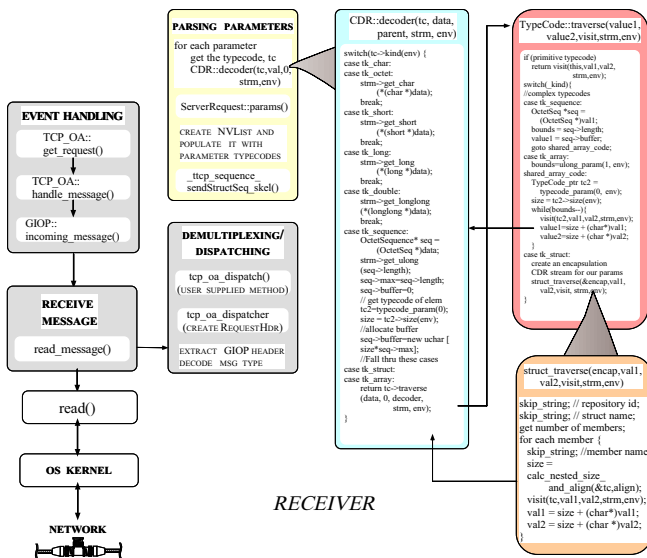 PARSING PARAMETERS
for each parameter
get the typecode, tc
CDR::decoder(tc,val,0,
strm,env)
ServerRequest::params()
CREATE NVLIST AND
POPULATE IT WITH
PARAMETER TYPECODES
_ttcp_sequence_
sendStructSeq_skel()
EVENT HANDLING
TCP_OA::
get_request()
TCP_OA::
handle_message()
GIOP::
incoming_message()
DEMULTIPLEXING/
DISPATCHING
tcp_oa_dispatch()
(USER SUPPLIED METHOD)
tcp_oa_dispatcher
(CREATE REQUESTHDR)
EXTRACT GIOP HEADER
DECODE MSG TYPE
RECEIVE
MESSAGE
read_message()
read()
OS KERNEL
NETWORK
RECEIVER
CDR::decoder(tc, data,
parent, strm, env)
switch(tc->kind(env) {
case tk_char:
case tk_octet:
strm->get_char
(*(char *)data);
break;
case tk_short:
strm->get_short
(*(short *)data);
break;
case tk_long:
strm->get_long
(*(long *)data);
break;
case tk_double:
strm->get_longlong
(*(longlong *)data);
break;
case tk_sequence:
OctetSequence* seq =
(OctetSeq *)data;
strm->get_ulong
(seq->length);
seq->max=seq->length;
seq->buffer=0;
// get typecode of elem
tc2=typecode_param(0);
size = tc2->size(env);
//allocate buffer
seq->buffer=new uchar [
size*seq->max];
//Fall thru these cases
case tk_struct:
case tk_array:
return tc->traverse
(data, 0, decoder,
strm, env);
}
TypeCode::traverse(value1,
value2,visit,strm,env)
if (primitive typecode)
return visit(this,val1,val2,
strm,env);
switch(_kind){
//complex typecodes
case tk_sequence:
OctetSeq *seq =
(OctetSeq *)val1;
bounds = seq->length;
value1 = seq->buffer;
goto shared_array_code;
case tk_array:
bounds=ulong_param(1, env);
shared_array_code:
TypeCode_ptr tc2 =
typecode_param(0, env);
size = tc2->size(env);
while(bounds--){
visit(tc2,val1,val2,strm,env);
value1=size + (char *)val1;
value2=size + (char *)val2;
}
case tk_struct:
create an encapsulation
CDR stream for our params
struct_traverse(&encap,val1,
val2,visit, strm,env);
}
struct_traverse(encap,val1,
val2,visit,strm,env)
skip_string; // repository id;
skip_string; // struct name;
get number of members;
for each member {
skip_string; //member name
size =
calc_nested_size_
and_align(&tc,align);
visit(tc,val1,val2,strm,env);
val1 = size + (char*)val1;
val2 = size + (char *)val2;
}